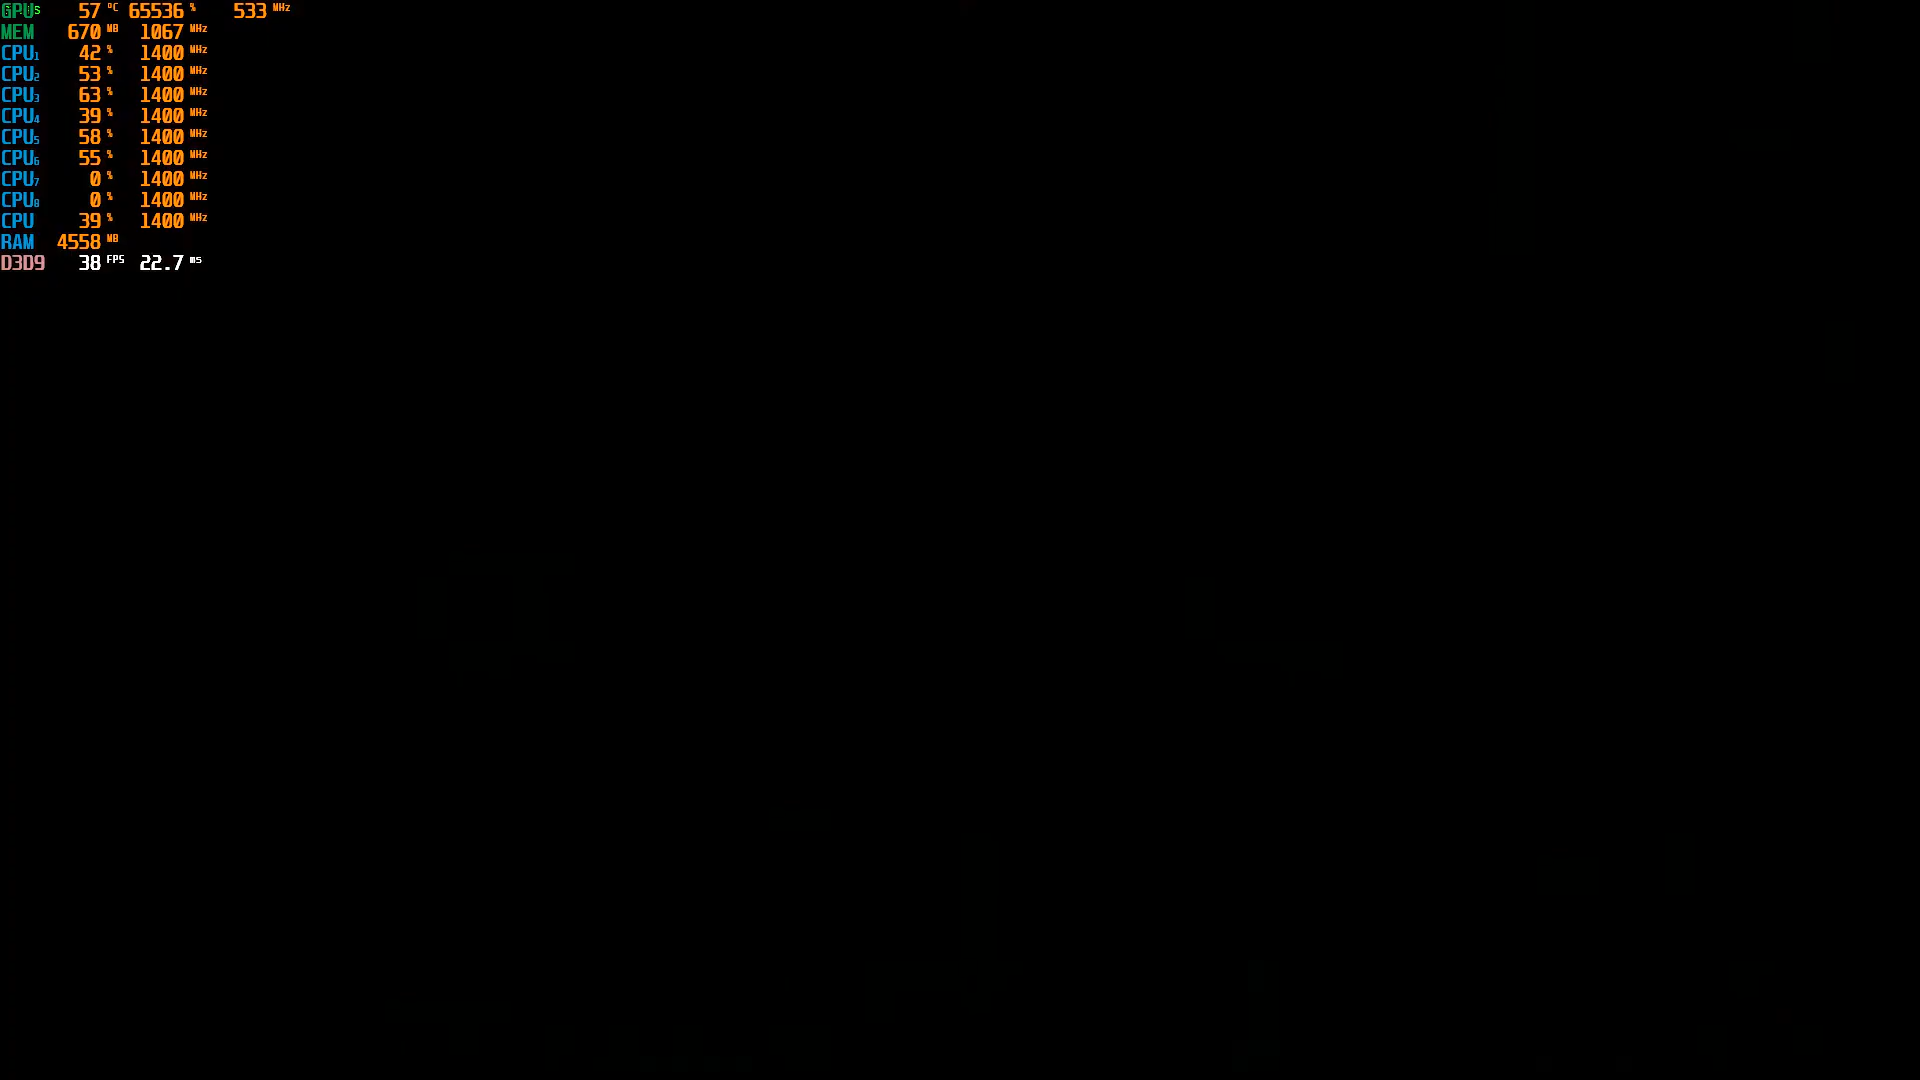 GPU 57 °C 65536 % 533 MHz
MEM 670 MB 1067 MHz
CPU1 42 % 1400 MHz
CPU2 53 % 1400 MHz
CPU3 63 % 1400 MHz
CPU4 39 % 1400 MHz
CPU5 58 % 1400 MHz
CPU6 55 % 1400 MHz
CPU7 0 % 1400 MHz
CPU8 0 % 1400 MHz
CPU 39 % 1400 MHz
RAM 4558 MB
D3D9 38 FPS 22.7 ms